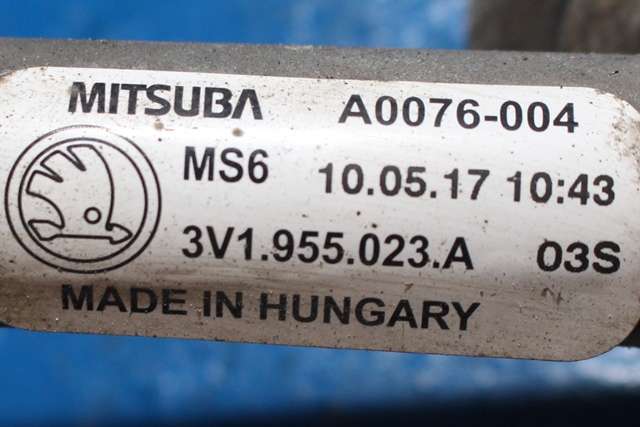 MITSUBA A0076-004
MS6 10.05.17 10:43
3V1.955.023.A 03S
MADE IN HUNGARY